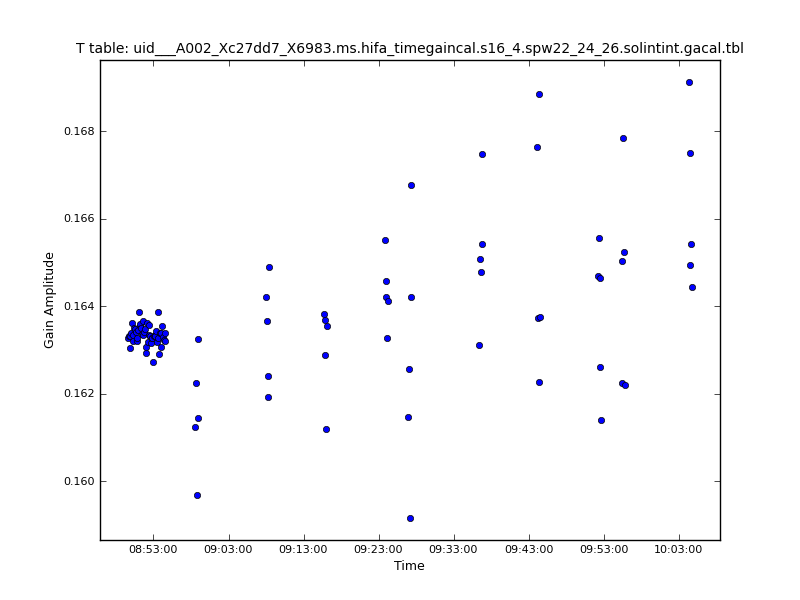 T table: uid___A002_Xc27dd7_X6983.ms.hifa_timegaincal.s16_4.spw22_24_26.solintint.gacal.tbl
0.168
0.166
0.164
0.162
0.160
Gain Amplitude
08:53:00 09:03:00 09:13:00 09:23:00 09:33:00 09:43:00 09:53:00 10:03:00
Time